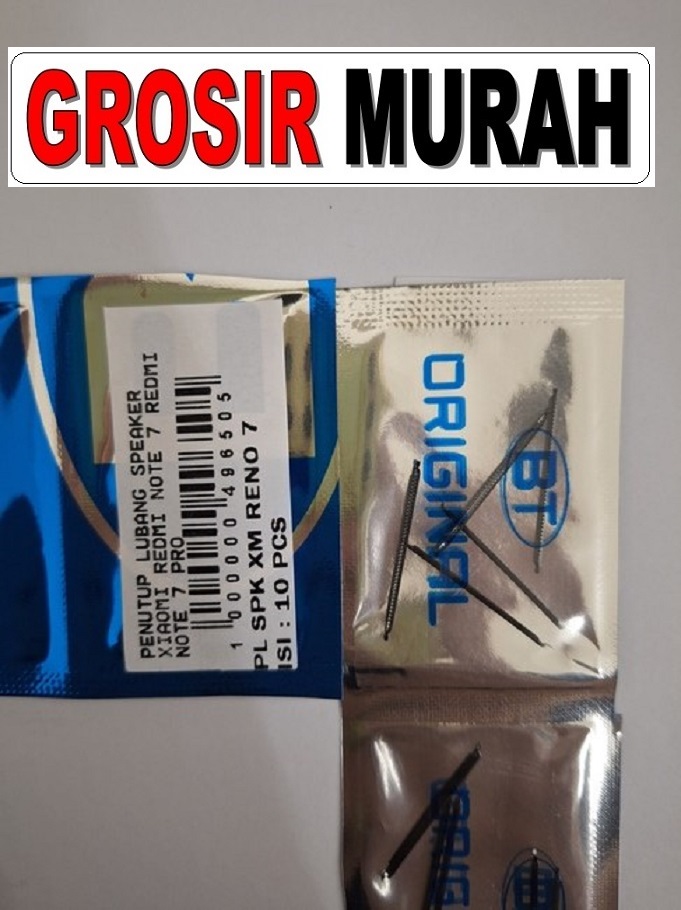 GROSIR MURAH
PENUTUP LUBANG SPEAKER
XIAOMI REDMI NOTE 7 REDMI
NOTE 7 PRO
1 000000 496505
PL SPK XM RENO 7
ISI : 10 PCS
ORIGINAL
BT
ORIG